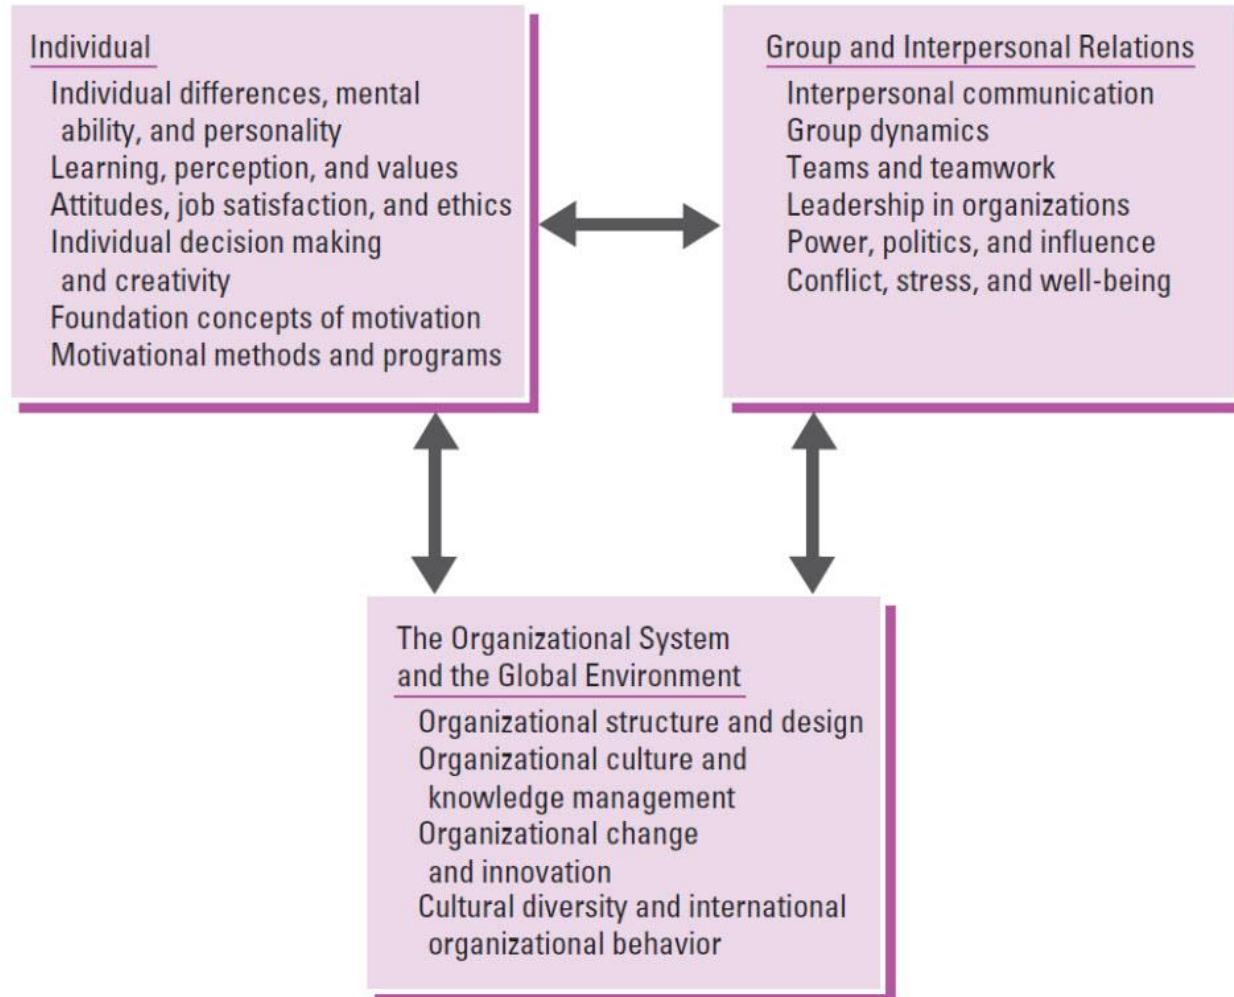 Individual
Individual differences, mental
ability, and personality
Learning, perception, and values
Attitudes, job satisfaction, and ethics
Individual decision making
and creativity
Foundation concepts of motivation
Motivational methods and programs
Group and Interpersonal Relations
Interpersonal communication
Group dynamics
Teams and teamwork
Leadership in organizations
Power, politics, and influence
Conflict, stress, and well-being
The Organizational System
and the Global Environment
Organizational structure and design
Organizational culture and
knowledge management
Organizational change
and innovation
Cultural diversity and international
organizational behavior